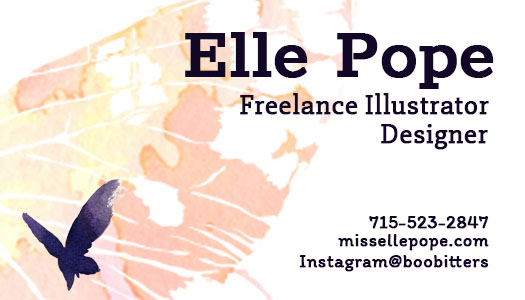 Elle Pope
Freelance Illustrator
Designer
715-523-2847
missellepope.com
Instagram@boobitters